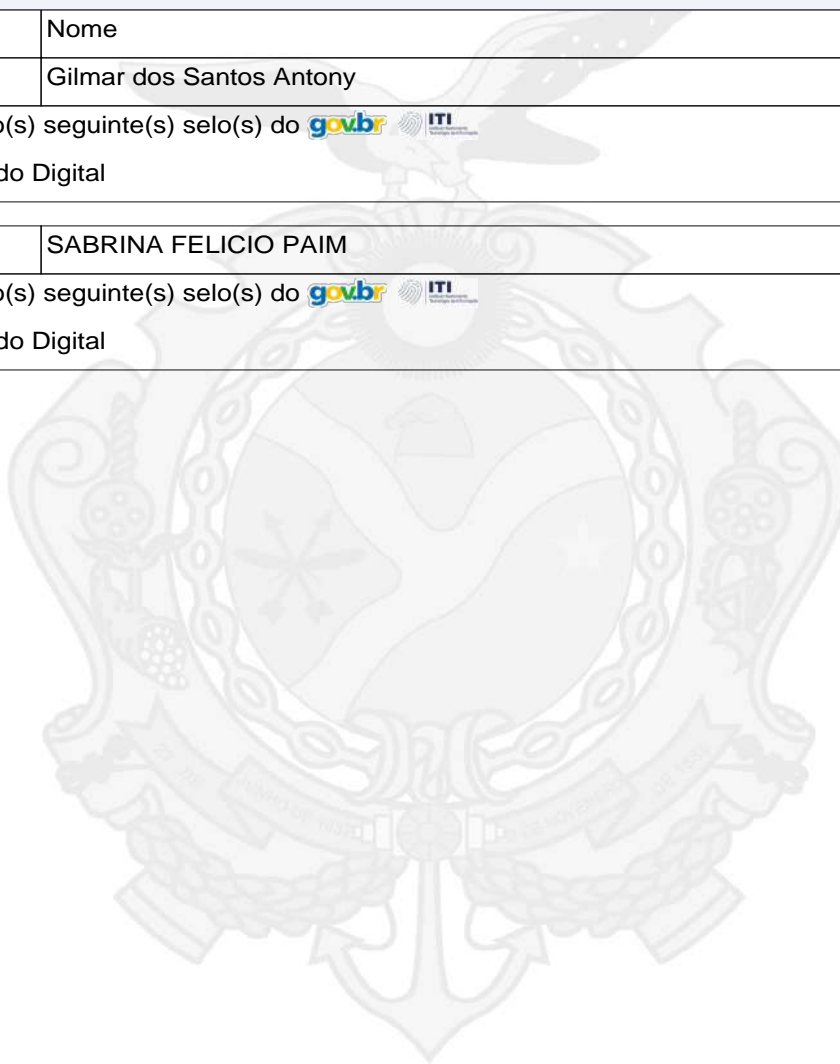 Nome
Gilmar dos Santos Antony
o(s) seguinte(s) selo(s) do gov.br ITI
do Digital
SABRINA FELICIO PAIM
o(s) seguinte(s) selo(s) do gov.br ITI
do Digital